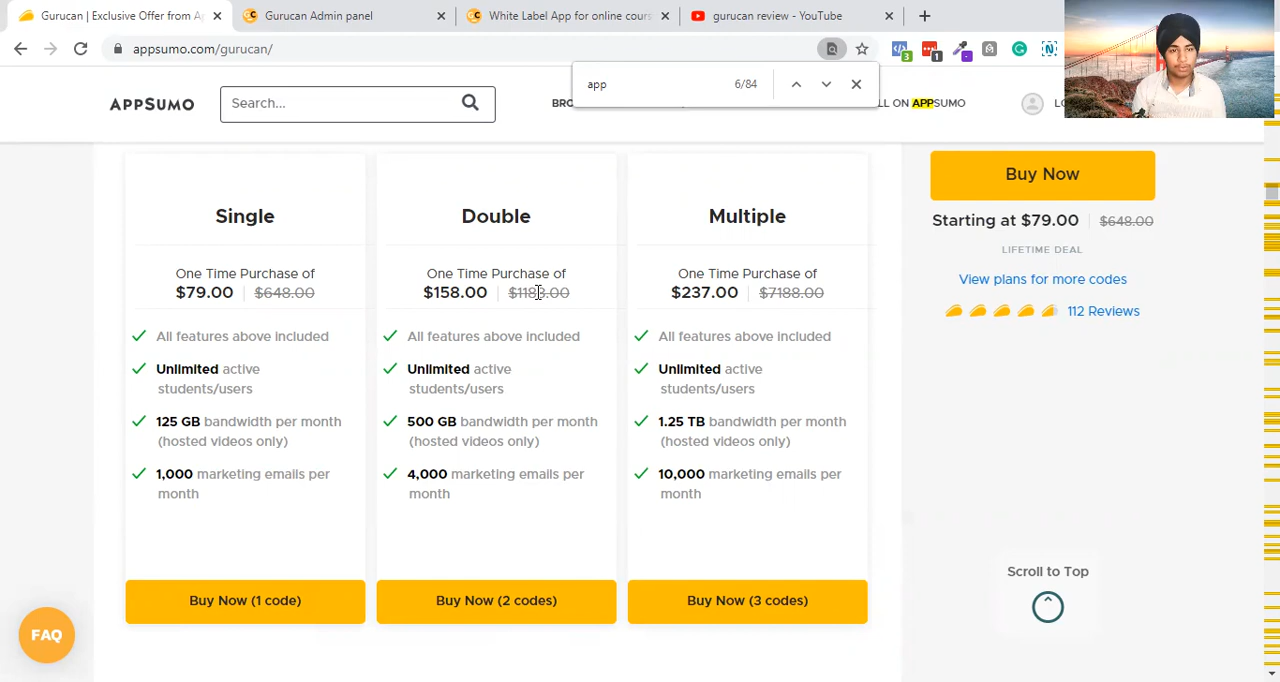 Gurucan | Exclusive Offer from A
Gurucan Admin panel
White Label App for online cours
gurucan review - YouTube
appsumo.com/gurucan/
app 6/84
APPSUMO
Search...
BRO
LL ON APPSUMO
LO
Single
One Time Purchase of
$79.00 $648.00
All features above included
Unlimited active
students/users
125 GB bandwidth per month
(hosted videos only)
1,000 marketing emails per
month
Buy Now (1 code)
Double
One Time Purchase of
$158.00 $1188.00
All features above included
Unlimited active
students/users
500 GB bandwidth per month
(hosted videos only)
4,000 marketing emails per
month
Buy Now (2 codes)
Multiple
One Time Purchase of
$237.00 $7188.00
All features above included
Unlimited active
students/users
1.25 TB bandwidth per month
(hosted videos only)
10,000 marketing emails per
month
Buy Now (3 codes)
Buy Now
Starting at $79.00 $648.00
LIFETIME DEAL
View plans for more codes
112 Reviews
Scroll to Top
FAQ